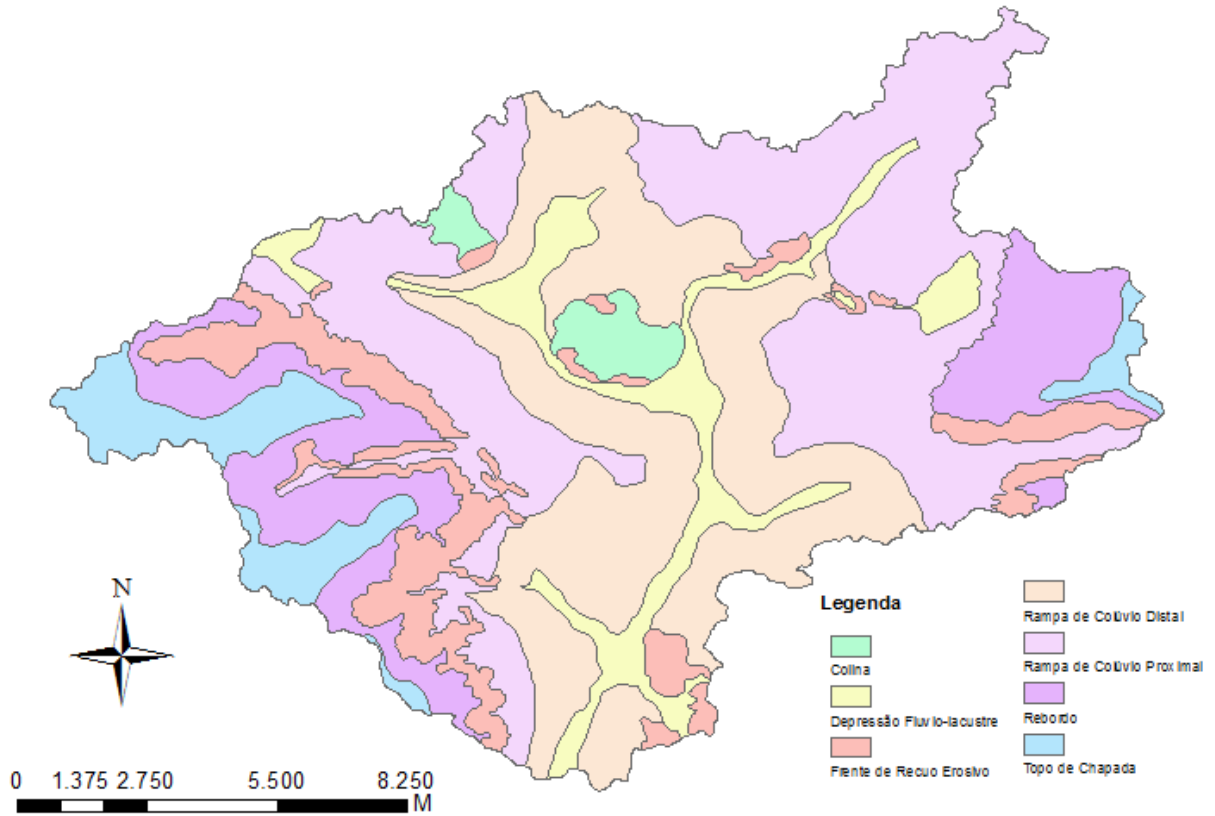 N
0 1.375 2.750 5.500 8.250
M
Legenda
Colina
Depressão Fluvio-lacustre
Frente de Recuo Erosivo
Rampa de Colúvio Distal
Rampa de Colúvio Proximal
Rebordo
Topo de Chapada